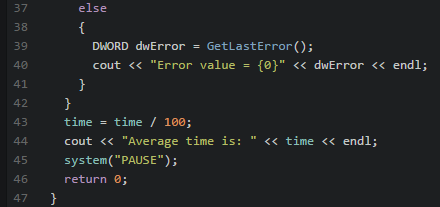 37 else
38 {
39 DWORD dwError = GetLastError();
40 cout << "Error value = {0}" << dwError << endl;
41 }
42 }
43 time = time / 100;
44 cout << "Average time is: " << time << endl;
45 system("PAUSE");
46 return 0;
47 }